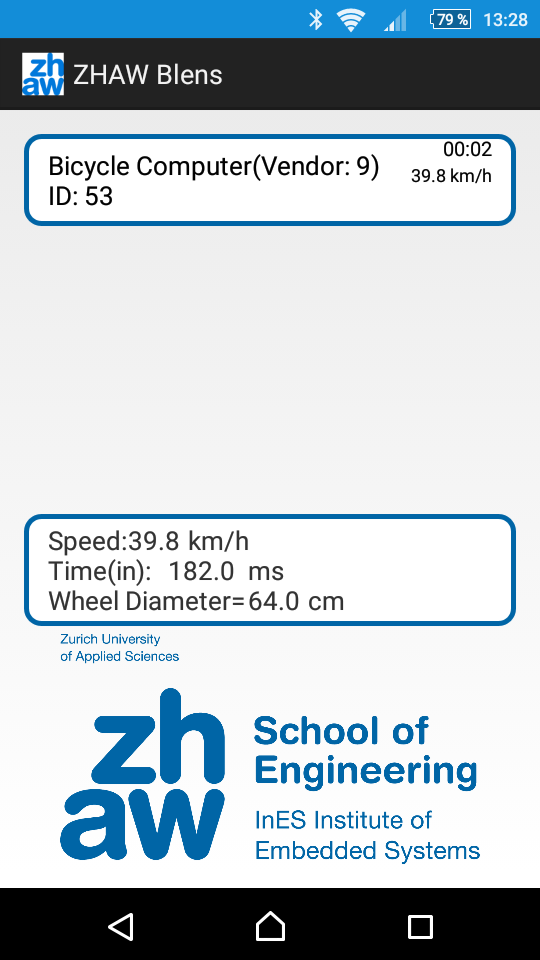 79 %
13:28
zh
aw
ZHAW Blens
00:02
Bicycle Computer(Vendor: 9)
39.8 km/h
ID: 53
Speed:39.8 km/h
Time(in): 182.0 ms
Wheel Diameter=64.0 cm
Zurich University
of Applied Sciences
zh
aw
School of
Engineering
InES Institute of
Embedded Systems